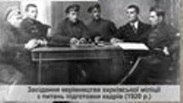 Засідання керівництва харківської міліції
з питань підготовки кадрів (1920 р.)